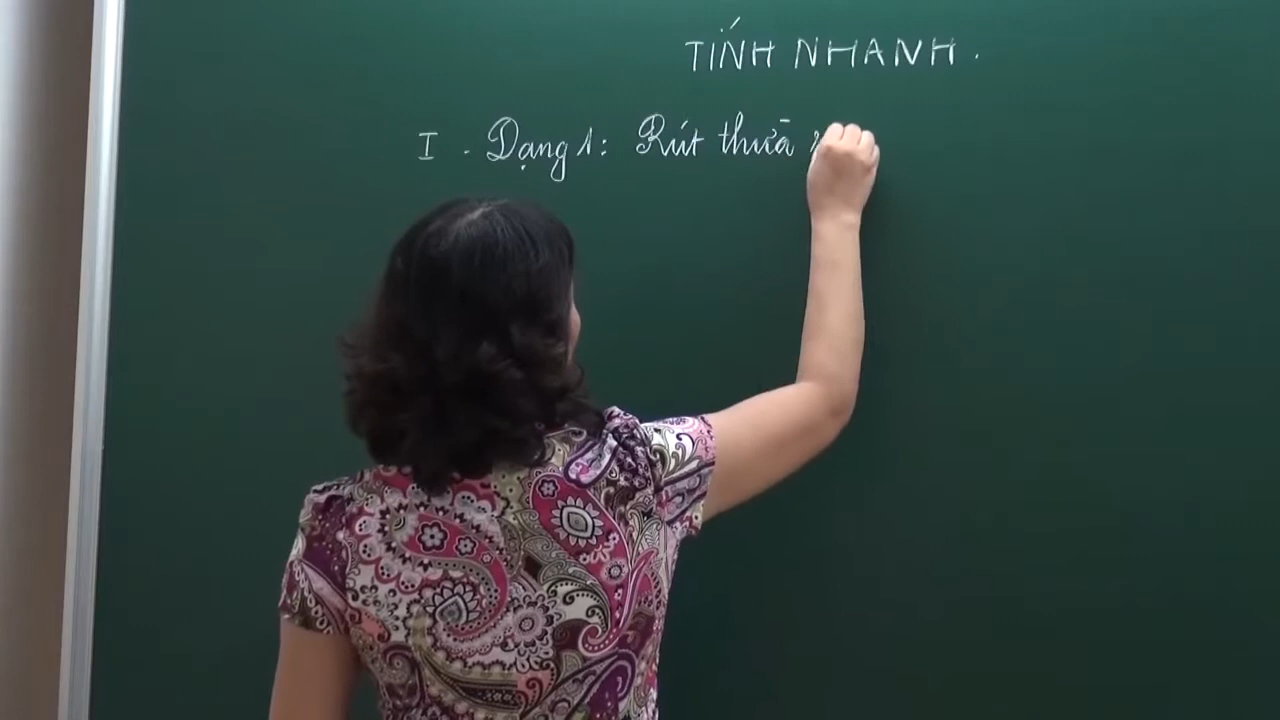 TÍNH NHANH.
I. Dạng 1: Rút thừa